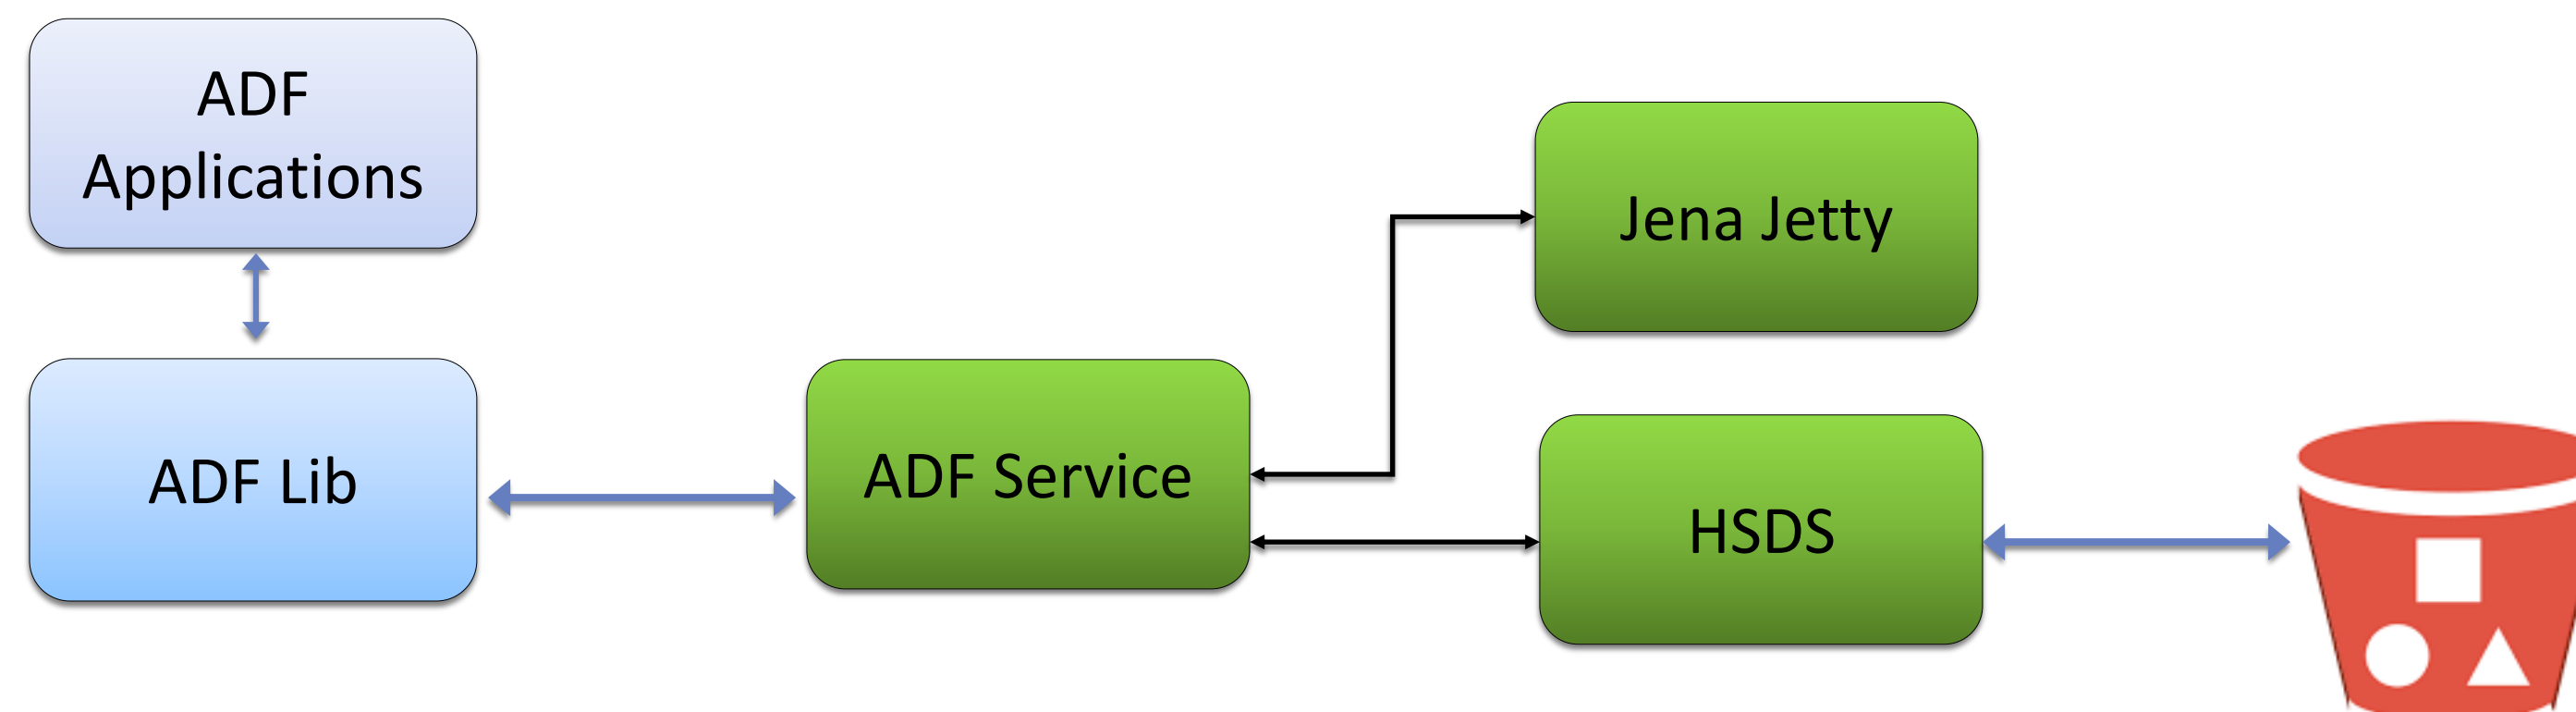 ADF
Applications
ADF Lib
ADF Service
Jena Jetty
HSDS